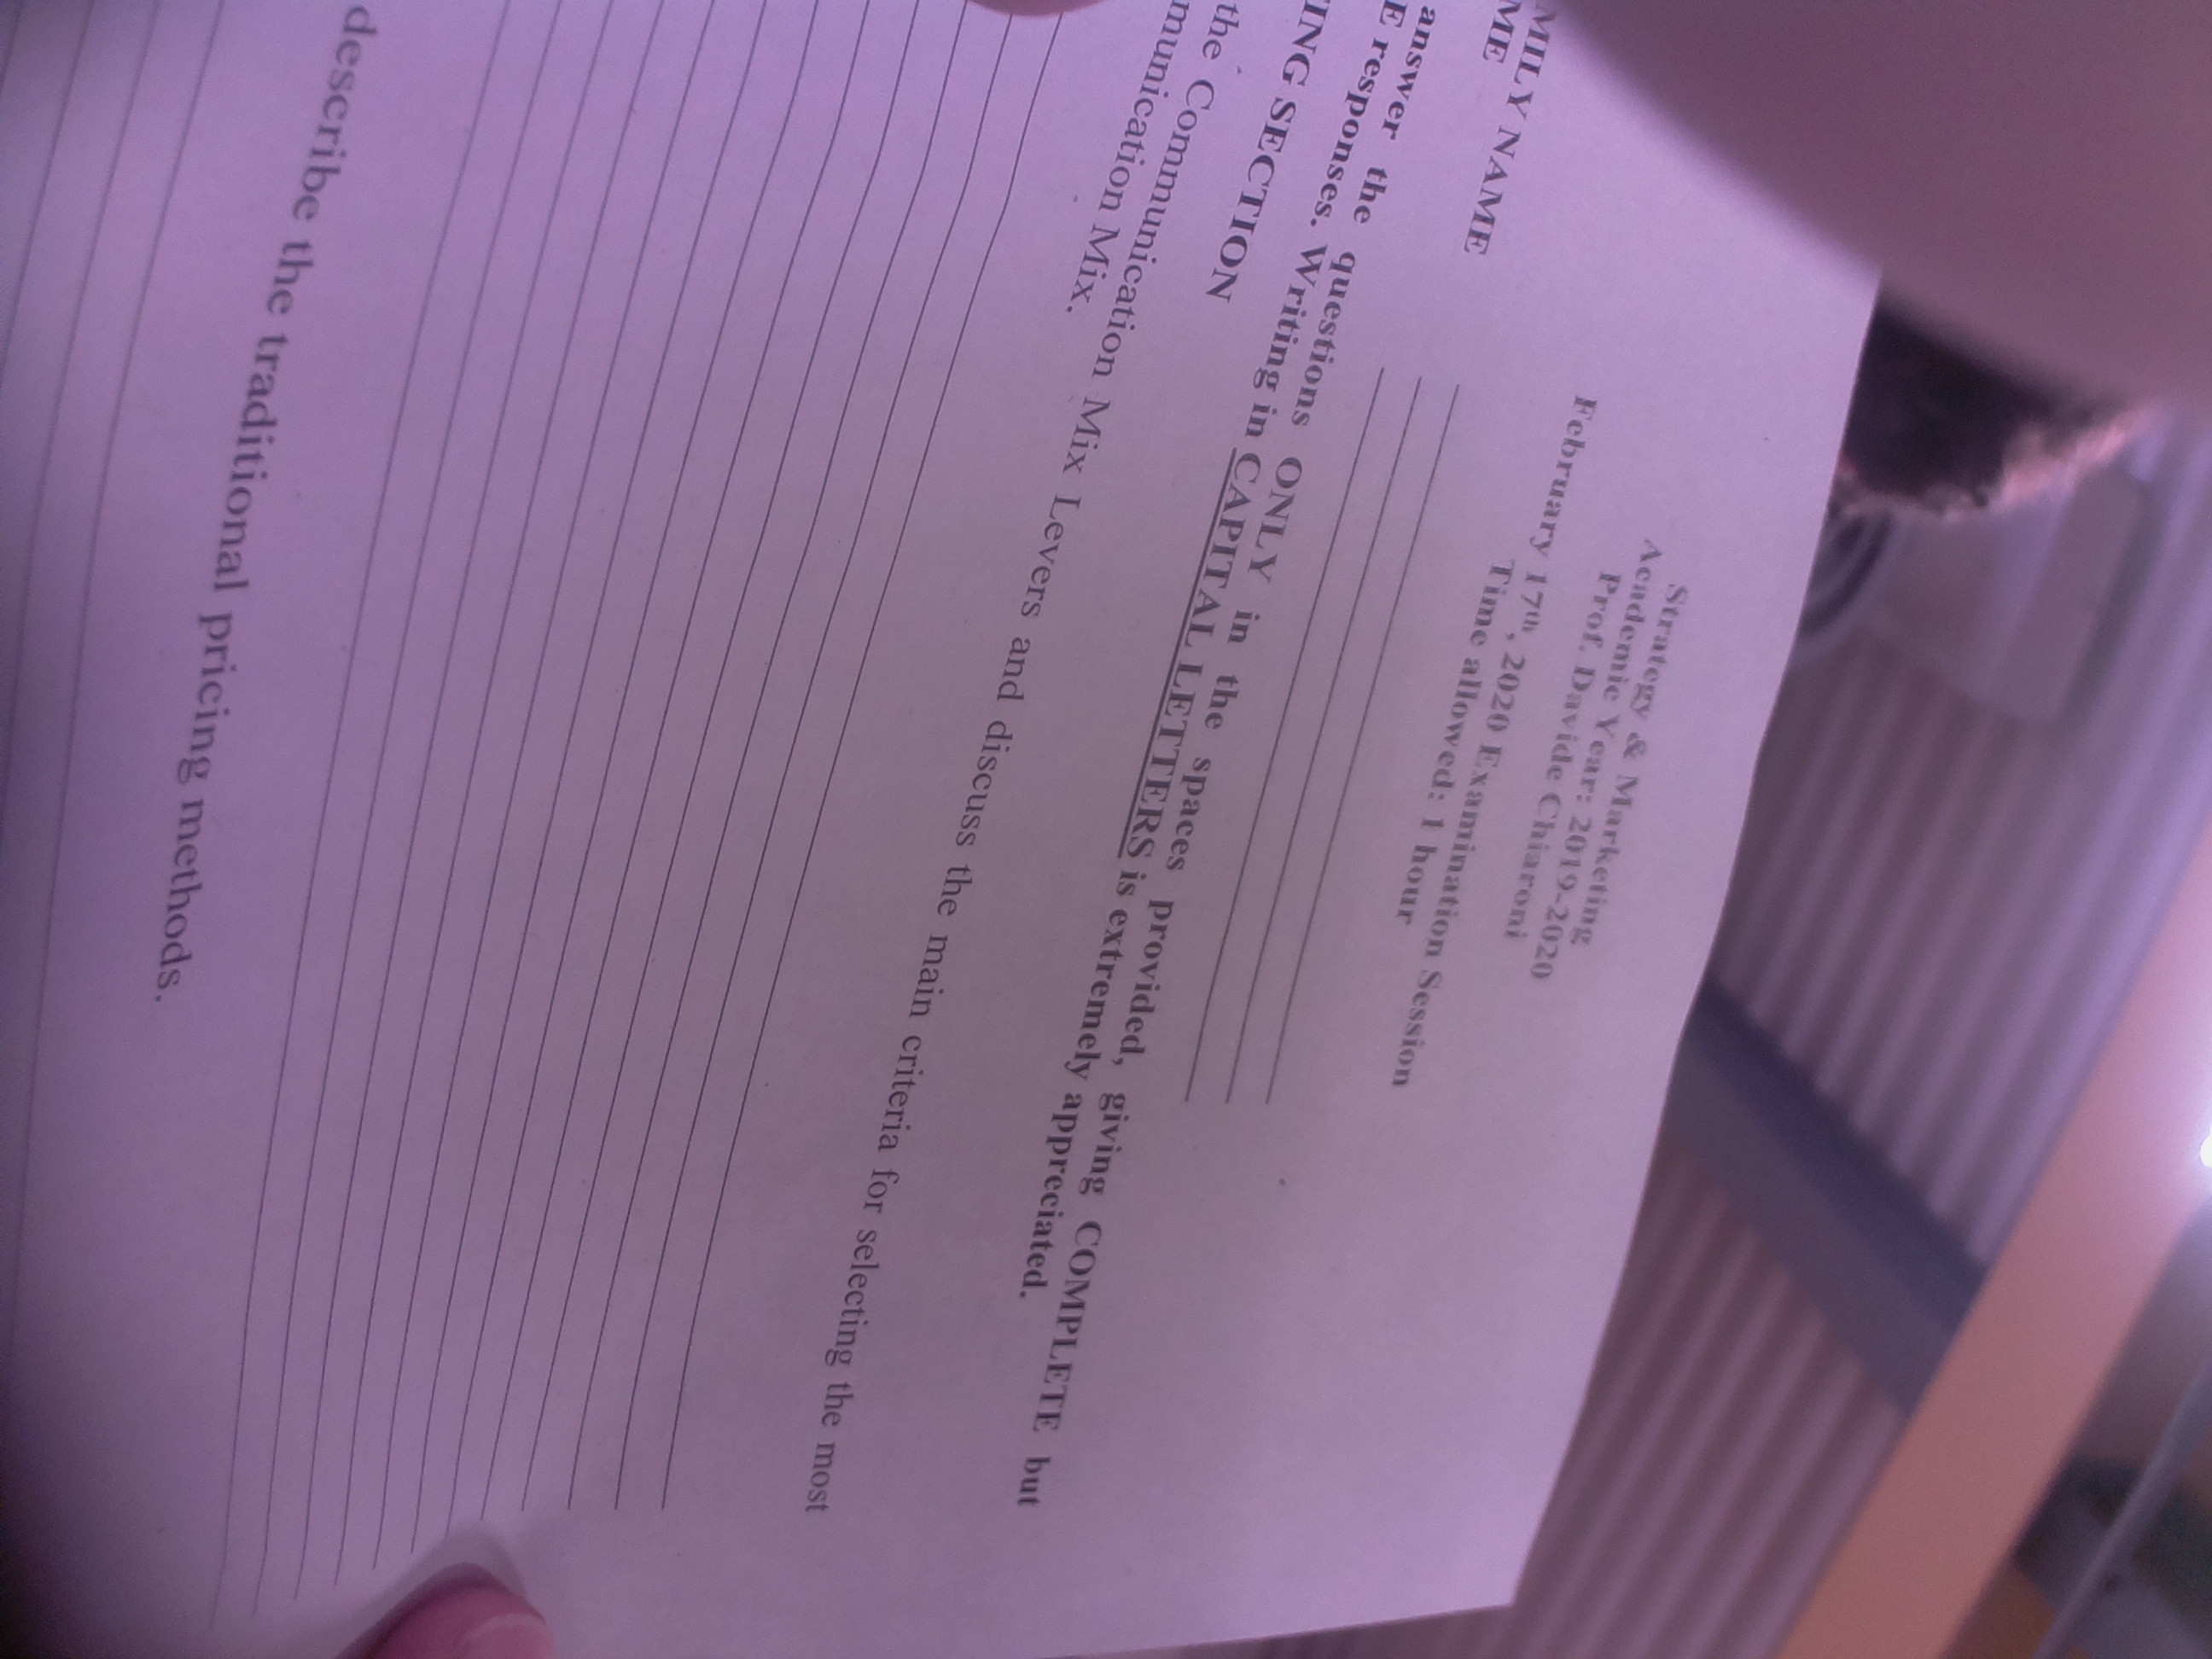 Strategy & Marketing
Academic Year: 2019-2020
Prof. Davide Chiaroni
February 17th, 2020 Examination Session
Time allowed: 1 hour
MILY NAME
ME
answer the questions ONLY in the spaces provided, giving COMPLETE but
E responses. Writing in CAPITAL LETTERS is extremely appreciated.
ING SECTION
the Communication Mix Levers and discuss the main criteria for selecting the most
munication Mix.
describe the traditional pricing methods.